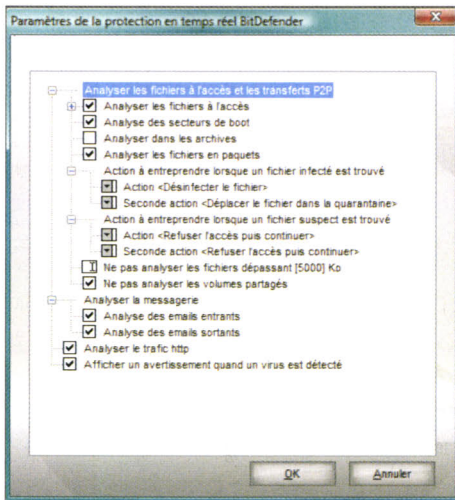 Paramètres de la protection en temps réel BitDefender
Analyser les fichiers à l'accès et les transferts P2P
Analyser les fichiers à l'accès
Analyse des secteurs de boot
Analyser dans les archives
Analyser les fichiers en paquets
Action à entreprendre lorsque un fichier infecté est trouvé
Action <Désinfecter le fichier>
Seconde action <Déplacer le fichier dans la quarantaine>
Action à entreprendre lorsque un fichier suspect est trouvé
Action <Refuser l'accès puis continuer>
Seconde action <Refuser l'accès puis continuer>
Ne pas analyser les fichiers dépassant [5000] Ko
Ne pas analyser les volumes partagés
Analyser la messagerie
Analyse des emails entrants
Analyse des emails sortants
Analyser le trafic http
Afficher un avertissement quand un virus est détecté
OK Annuler